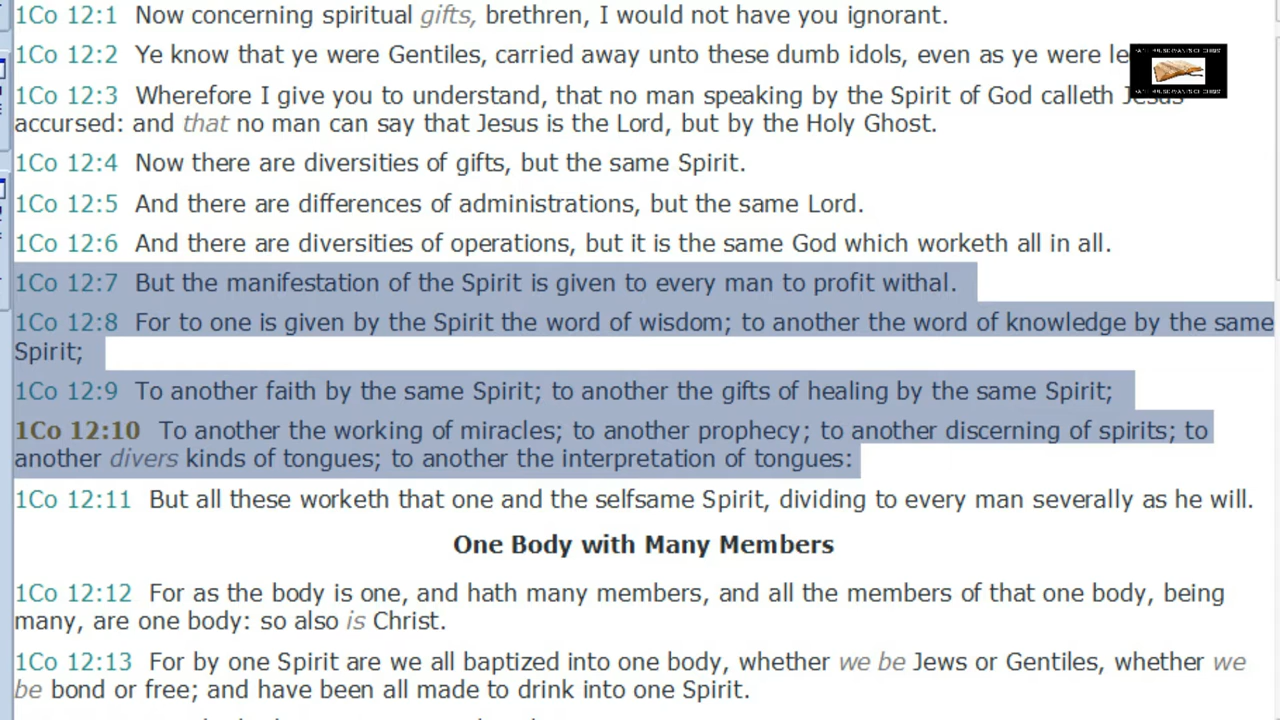 1Co 12:1 Now concerning spiritual gifts, brethren, I would not have you ignorant.
1Co 12:2 Ye know that ye were Gentiles, carried away unto these dumb idols, even as ye were
1Co 12:3 Wherefore I give you to understand, that no man speaking by the Spirit of God calleth Jesus
accursed: and that no man can say that Jesus is the Lord, but by the Holy Ghost.
1Co 12:4 Now there are diversities of gifts, but the same Spirit.
1Co 12:5 And there are differences of administrations, but the same Lord.
1Co 12:6 And there are diversities of operations, but it is the same God which worketh all in all.
1Co 12:7 But the manifestation of the Spirit is given to every man to profit withal.
1Co 12:8 For to one is given by the Spirit the word of wisdom; to another the word of knowledge by the same
Spirit;
1Co 12:9 To another faith by the same Spirit; to another the gifts of healing by the same Spirit;
1Co 12:10 To another the working of miracles; to another prophecy; to another discerning of spirits; to
another divers kinds of tongues; to another the interpretation of tongues:
1Co 12:11 But all these worketh that one and the selfsame Spirit, dividing to every man severally as he will.
One Body with Many Members
1Co 12:12 For as the body is one, and hath many members, and all the members of that one body, being
many, are one body: so also is Christ.
1Co 12:13 For by one Spirit are we all baptized into one body, whether we be Jews or Gentiles, whether we
be bond or free; and have been all made to drink into one Spirit.